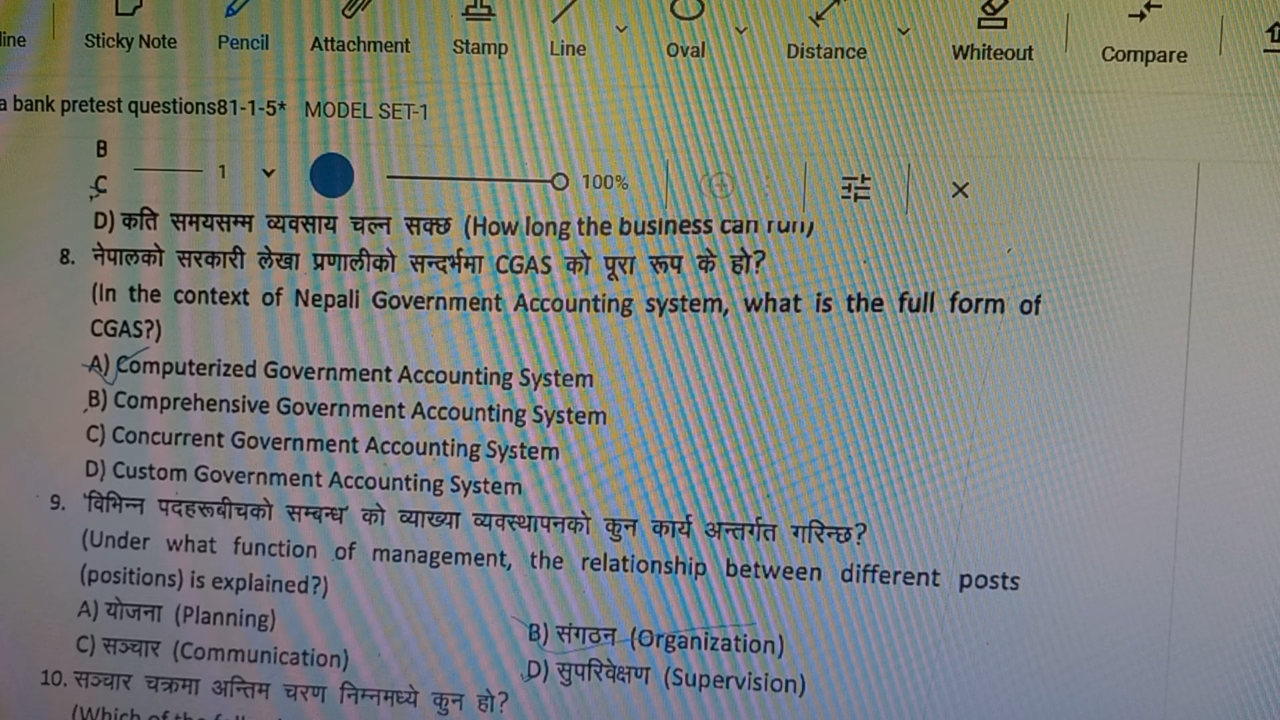 line Sticky Note Pencil Attachment Stamp Line Oval Distance Whiteout Compare
a bank pretest questions81-1-5* MODEL SET-1
B
C
1 100%
D) कति समयसम्म व्यवसाय चल्न सक्छ (How long the business can run)
8. नेपालको सरकारी लेखा प्रणालीको सन्दर्भमा CGAS को पूरा रूप के हो?
(In the context of Nepali Government Accounting system, what is the full form of
CGAS?)
A) Computerized Government Accounting System
B) Comprehensive Government Accounting System
C) Concurrent Government Accounting System
D) Custom Government Accounting System
9. 'विभिन्न पदहरूबीचको सम्बन्ध' को व्याख्या व्यवस्थापनको कुन कार्य अन्तर्गत गरिन्छ?
(Under what function of management, the relationship between different posts
(positions) is explained?)
A) योजना (Planning)
B) संगठन (Organization)
C) सञ्चार (Communication)
D) सुपरिवेक्षण (Supervision)
10. सञ्चार चक्रमा अन्तिम चरण निम्नमध्ये कुन हो?
(Which of the